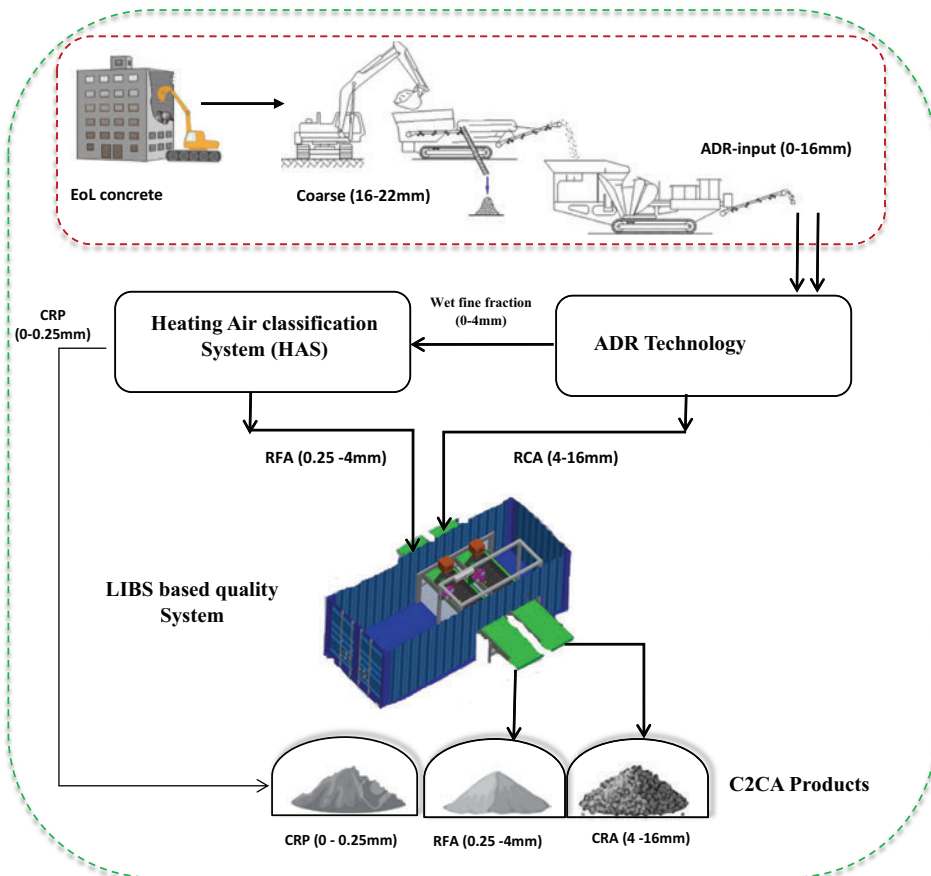 EoL concrete
Coarse (16-22mm)
ADR-input (0-16mm)
CRP
(0-0.25mm)
Heating Air classification
System (HAS)
Wet fine fraction
(0-4mm)
ADR Technology
RFA (0.25 -4mm)
RCA (4-16mm)
LIBS based quality
System
C2CA Products
CRP (0 - 0.25mm)
RFA (0.25 -4mm)
CRA (4 -16mm)